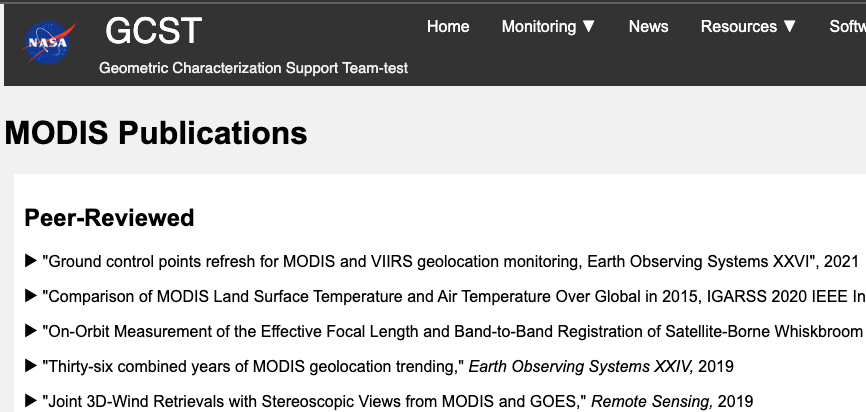 NASA
GCST
Home Monitoring ▼ News Resources ▼ Softw
Geometric Characterization Support Team-test
MODIS Publications
Peer-Reviewed
▶ "Ground control points refresh for MODIS and VIIRS geolocation monitoring, Earth Observing Systems XXVI", 2021
▶ "Comparison of MODIS Land Surface Temperature and Air Temperature Over Global in 2015, IGARSS 2020 IEEE In
▶ "On-Orbit Measurement of the Effective Focal Length and Band-to-Band Registration of Satellite-Borne Whiskbroom
▶ "Thirty-six combined years of MODIS geolocation trending," Earth Observing Systems XXIV, 2019
▶ "Joint 3D-Wind Retrievals with Stereoscopic Views from MODIS and GOES," Remote Sensing, 2019